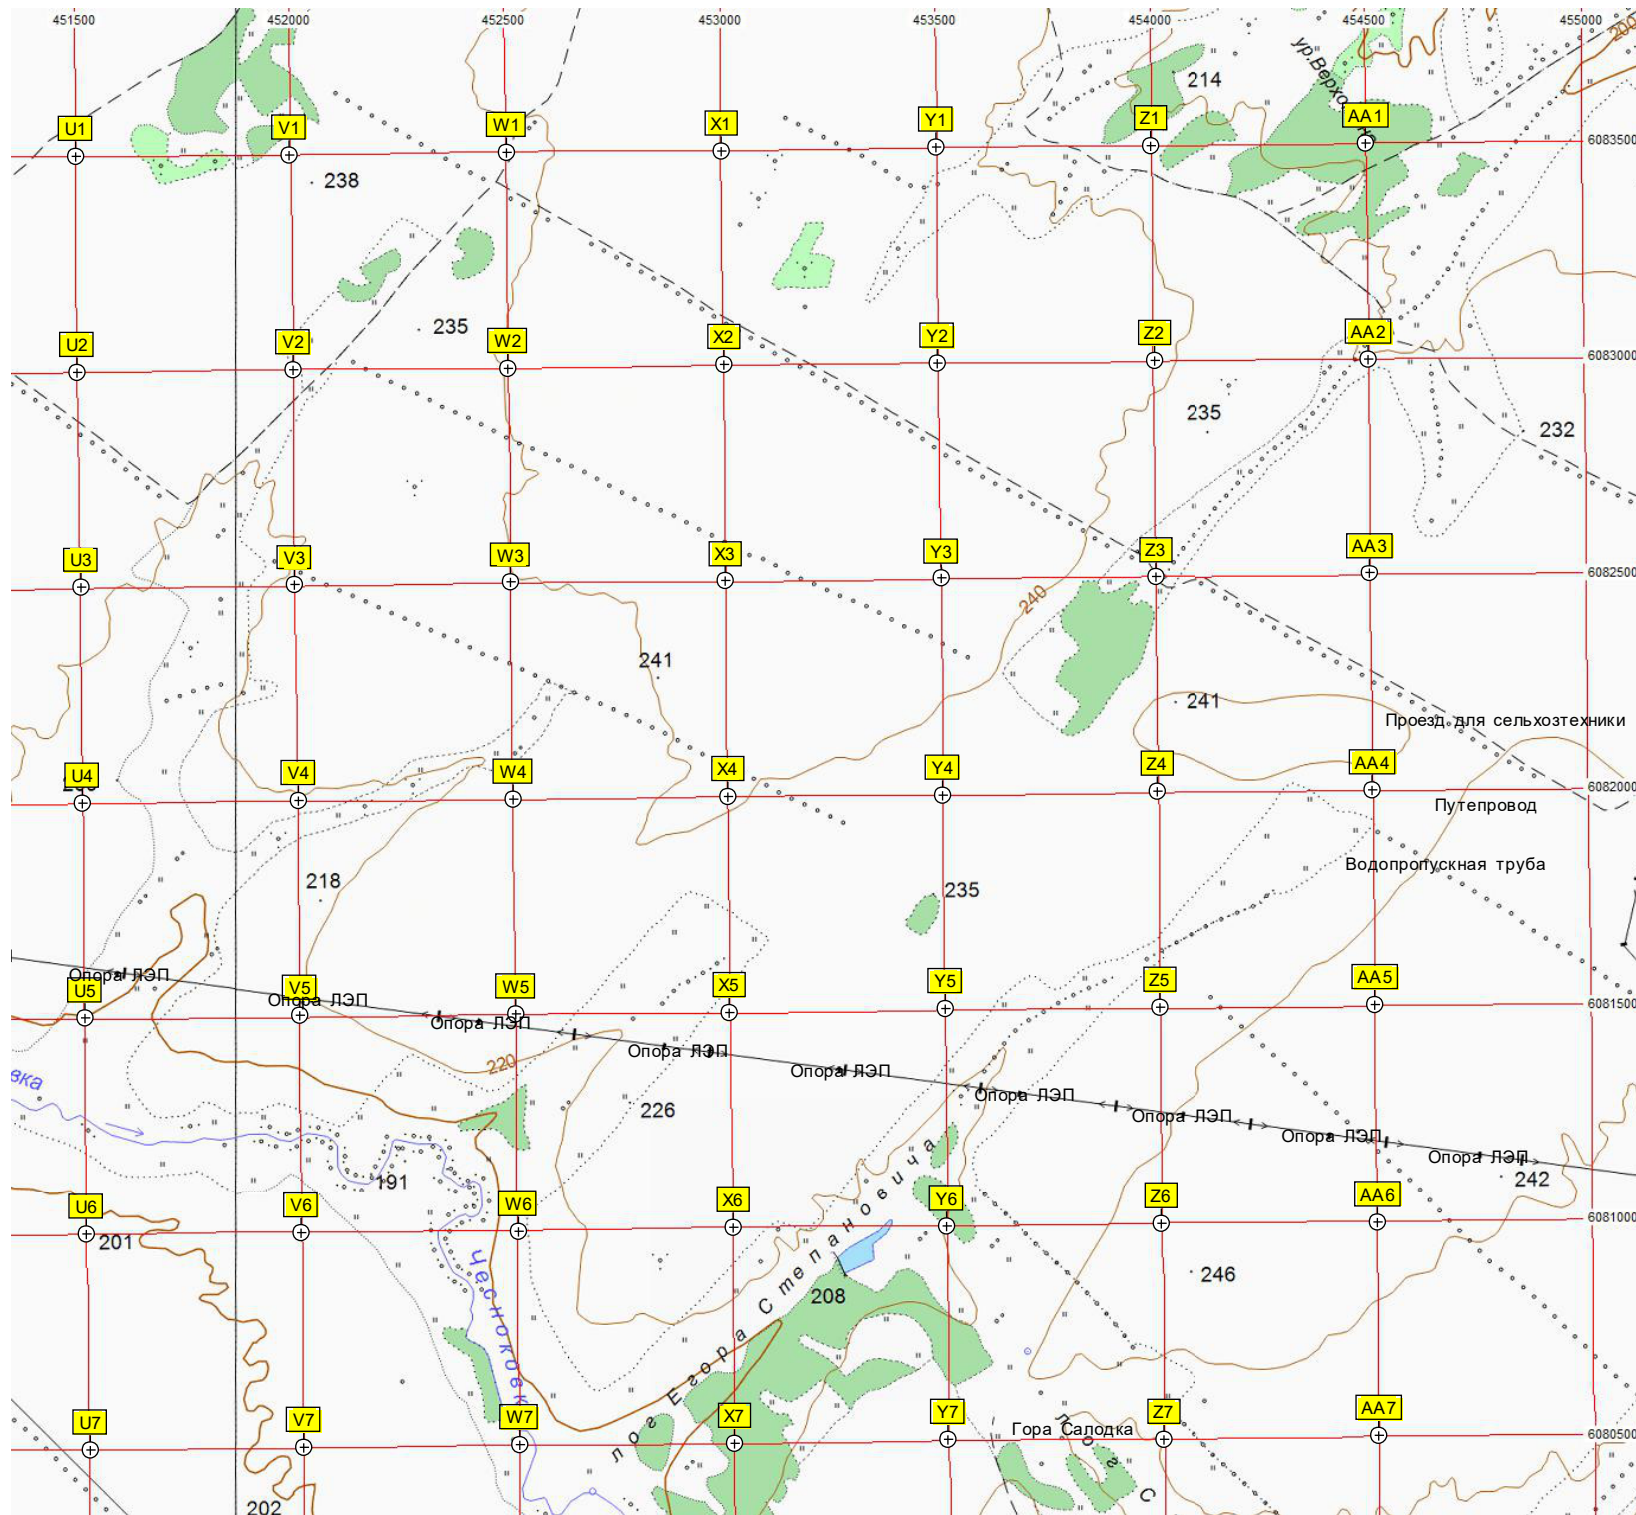 451500 452000 452500 453000 453500 454000 454500 455000
200
ур.Верхо
214
U1 V1 W1 X1 Y1 Z1 AA1
6083500
238
235
U2 V2 W2 X2 Y2 Z2 AA2
6083000
235
232
U3 V3 W3 X3 Y3 Z3 AA3
6082500
240
241
241
Проезд для сельхозтехники
U4 V4 W4 X4 Y4 Z4 AA4
6082000
Путепровод
Водопропускная труба
218
235
Опора ЛЭП
U5 V5 W5 X5 Y5 Z5 AA5
6081500
Опора ЛЭП
Опора ЛЭП
Опора ЛЭП
Опора ЛЭП
Опора ЛЭП
Опора ЛЭП
Опора ЛЭП
Опора ЛЭП
220
вка
226
191
242
U6 V6 W6 X6 Y6 Z6 AA6
6081000
201
Чесноковк
246
208
лог Егора Степановича
U7 V7 W7 X7 Y7 Z7 AA7
6080500
Гора Салодка
лог С
202